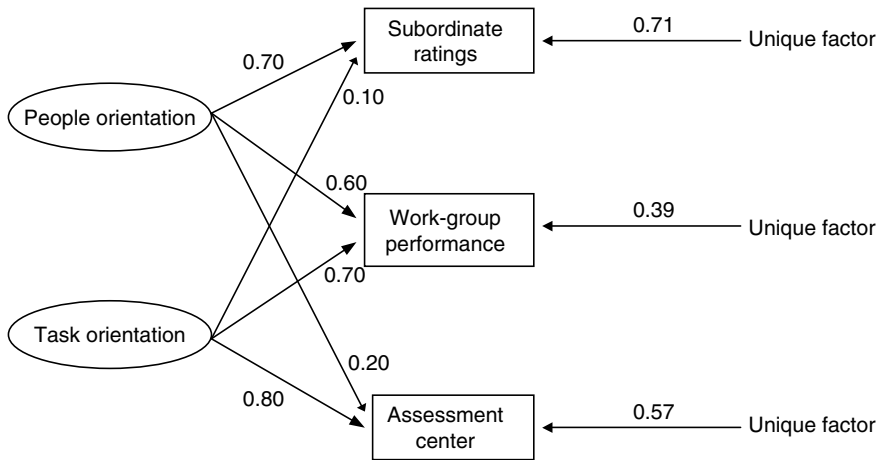 Subordinate
ratings
0.71
Unique factor
0.70
0.10
People orientation
0.60
Work-group
performance
0.39
Unique factor
0.70
Task orientation
0.20
0.80
Assessment
center
0.57
Unique factor